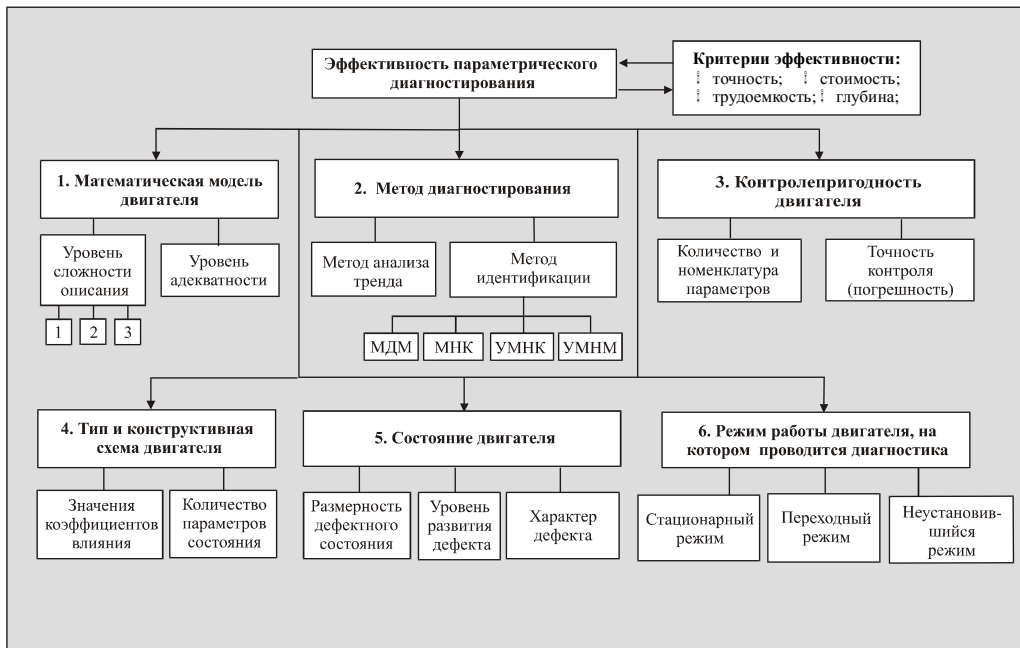 Эффективность параметрического
диагностирования
Критерии эффективности:
точность; стоимость;
трудоемкость; глубина;
1. Математическая модель
двигателя
2. Метод диагностирования
3. Контролепригодность
двигателя
Уровень
сложности
описания
Уровень
адекватности
Метод анализа
тренда
Метод
идентификации
Количество и
номенклатура
параметров
Точность
контроля
(погрешность)
1 2 3
МДМ МНК УМНК УМНМ
4. Тип и конструктивная
схема двигателя
5. Состояние двигателя
6. Режим работы двигателя, на
котором проводится диагностика
Значения
коэффициентов
влияния
Количество
параметров
состояния
Размерность
дефектного
состояния
Уровень
развития
дефекта
Характер
дефекта
Стационарный
режим
Переходный
режим
Неустановив-
шийся
режим